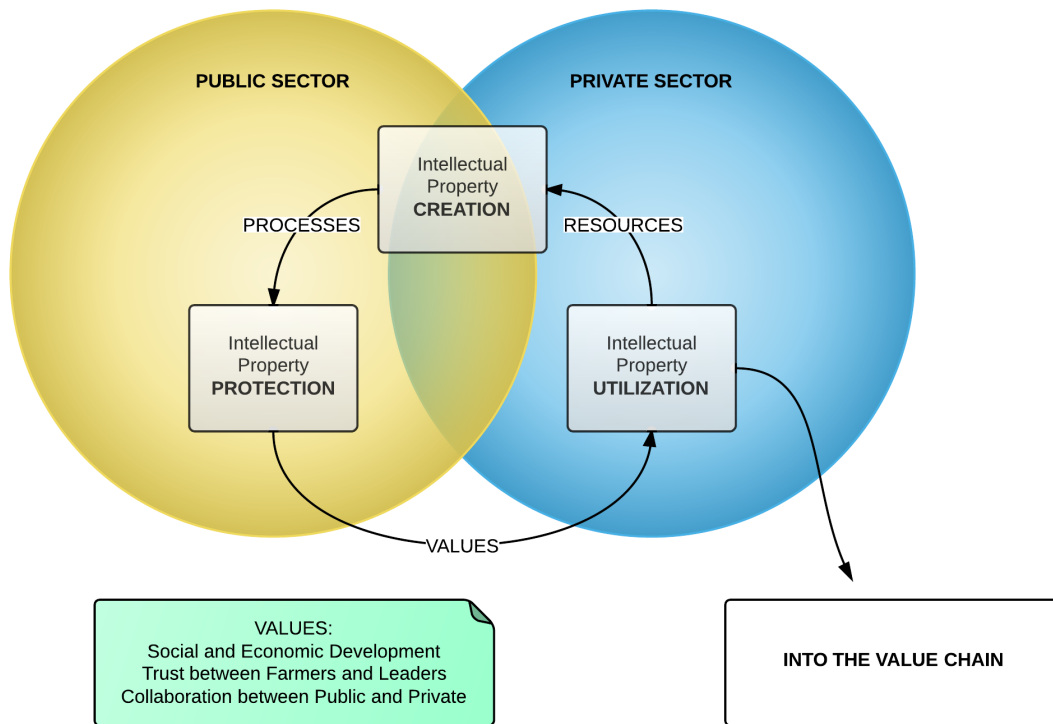 PUBLIC SECTOR
PRIVATE SECTOR
Intellectual
Property
CREATION
PROCESSES
RESOURCES
Intellectual
Property
PROTECTION
Intellectual
Property
UTILIZATION
VALUES
VALUES:
Social and Economic Development
Trust between Farmers and Leaders
Collaboration between Public and Private
INTO THE VALUE CHAIN